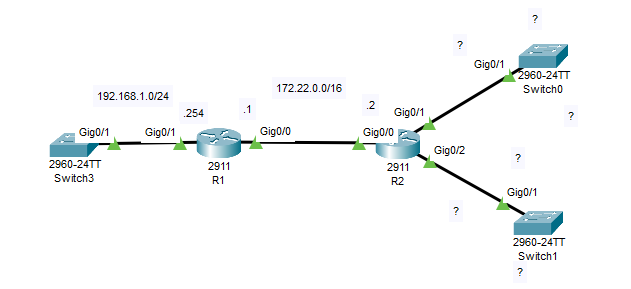 ?
?
Gig0/1
2960-24TT
Switch0
172.22.0.0/16
192.168.1.0/24
.254
.1
.2
Gig0/1
?
Gig0/1
Gig0/1
Gig0/0
Gig0/0
2960-24TT
Switch3
2911
R1
2911
R2
Gig0/2
?
Gig0/1
?
2960-24TT
Switch1
?